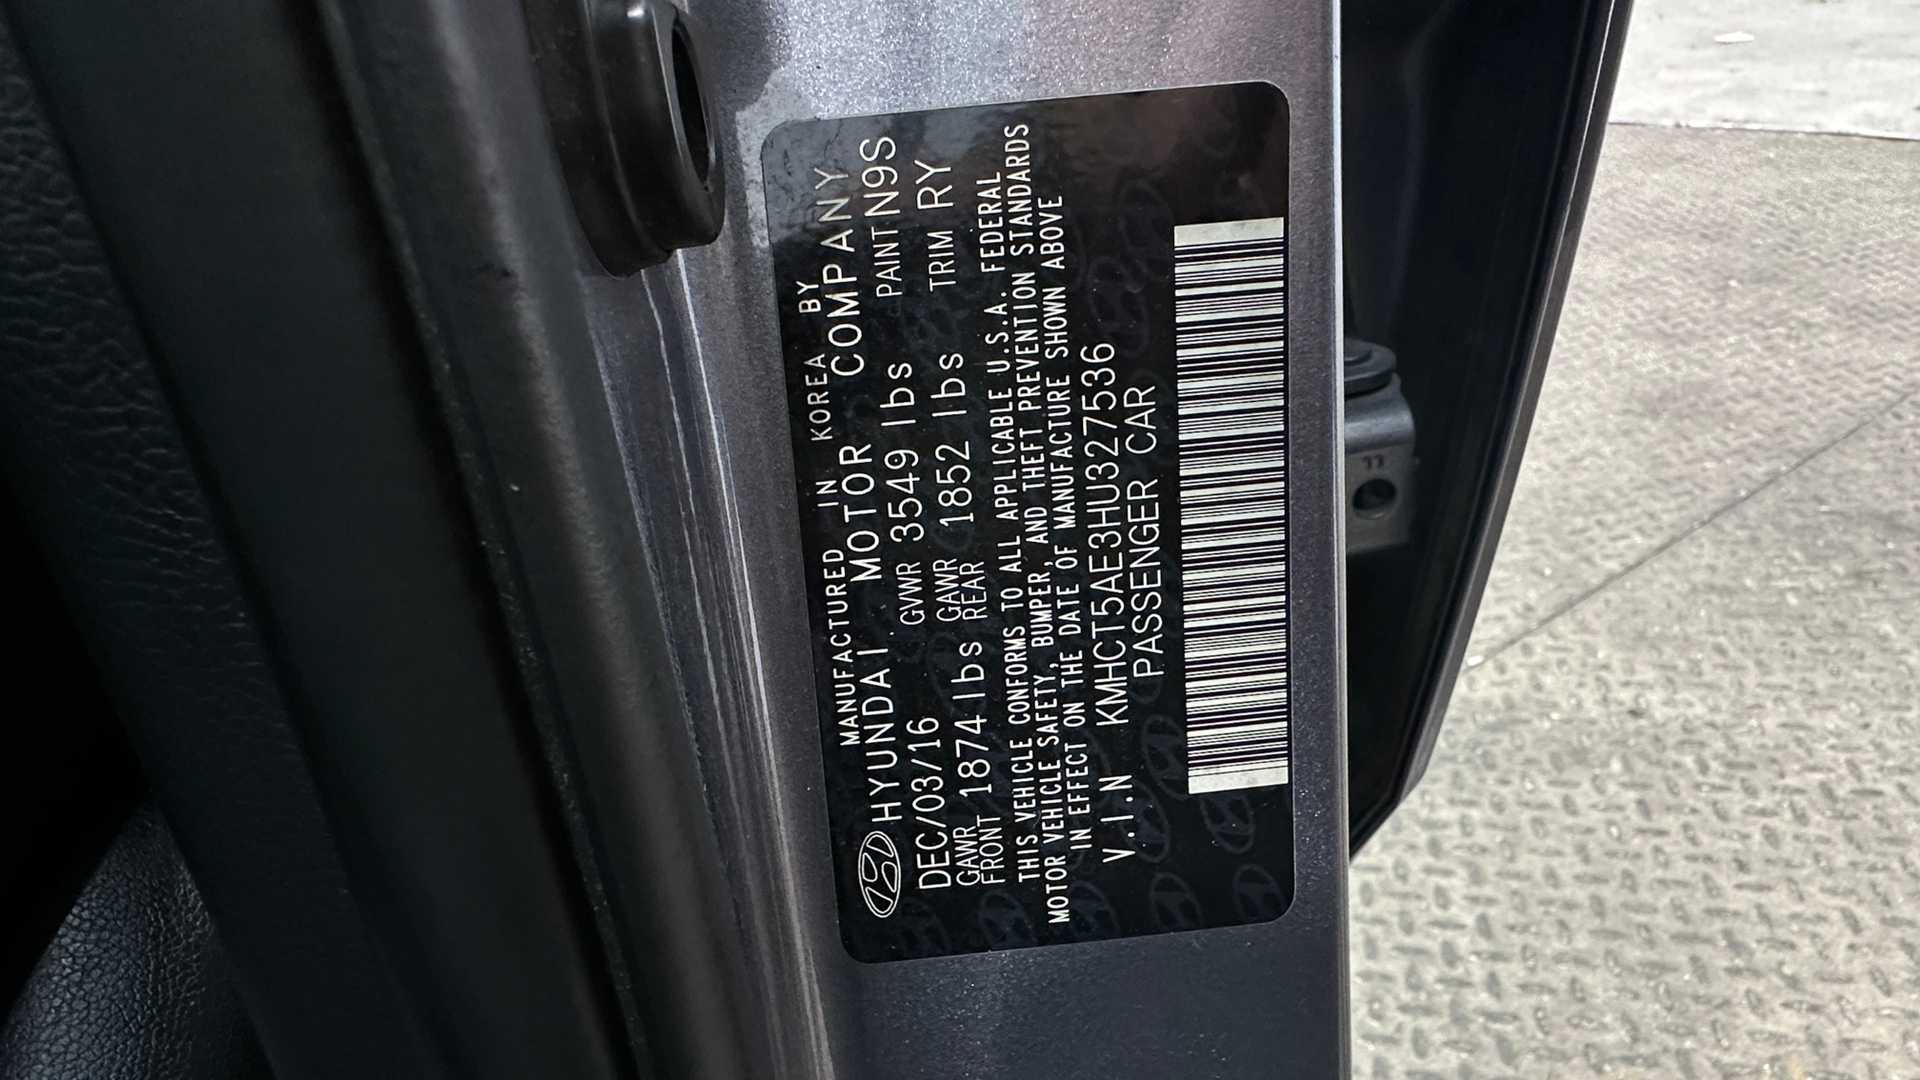 MANUFACTURED IN KOREA BY
HYUNDAI MOTOR COMPANY
DEC/03/16 GVWR 3549 lbs PAINT N9S
GAWR FRONT 1874 lbs GAWR REAR 1852 lbs TRIM RY
THIS VEHICLE CONFORMS TO ALL APPLICABLE U.S.A. FEDERAL
MOTOR VEHICLE SAFETY, BUMPER, AND THEFT PREVENTION STANDARDS
IN EFFECT ON THE DATE OF MANUFACTURE SHOWN ABOVE
V.I.N KMHCT5AE3HU327536
PASSENGER CAR